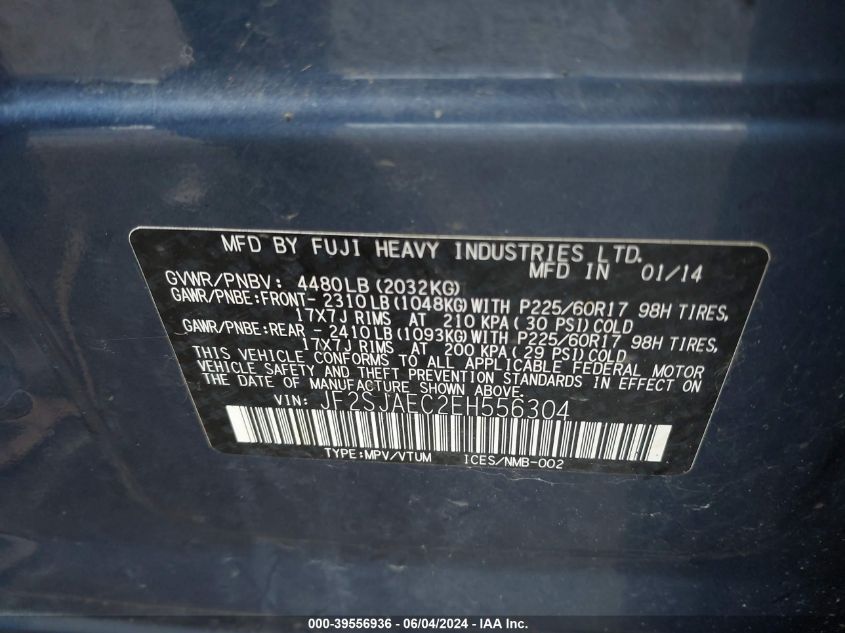 MFD BY FUJI HEAVY INDUSTRIES LTD.
MFD IN 01/14
GVWR/PNBV: 4480LB(2032KG)
GAWR/PNBE:FRONT- 2310LB(1048KG)WITH P225/60R17 98H TIRES,
17X7J RIMS AT 210 KPA( 30 PSI)COLD
GAWR/PNBE:REAR - 2410LB(1093KG)WITH P225/60R17 98H TIRES,
17X7J RIMS AT 200 KPA( 29 PSI)COLD
THIS VEHICLE CONFORMS TO ALL APPLICABLE FEDERAL MOTOR
VEHICLE SAFETY AND THEFT PREVENTION STANDARDS IN EFFECT ON
THE DATE OF MANUFACTURE SHOWN ABOVE.
VIN: JF2SJAEC2EH556304
TYPE:MPV/VTUM ICES/NMB-002
000-39556936 - 06/04/2024 - IAA Inc.